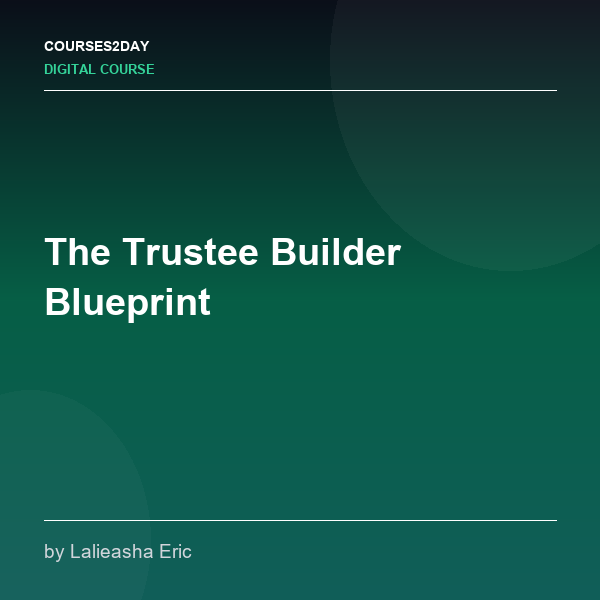 COURSES2DAY
DIGITAL COURSE
The Trustee Builder
Blueprint
by Lalieasha Eric